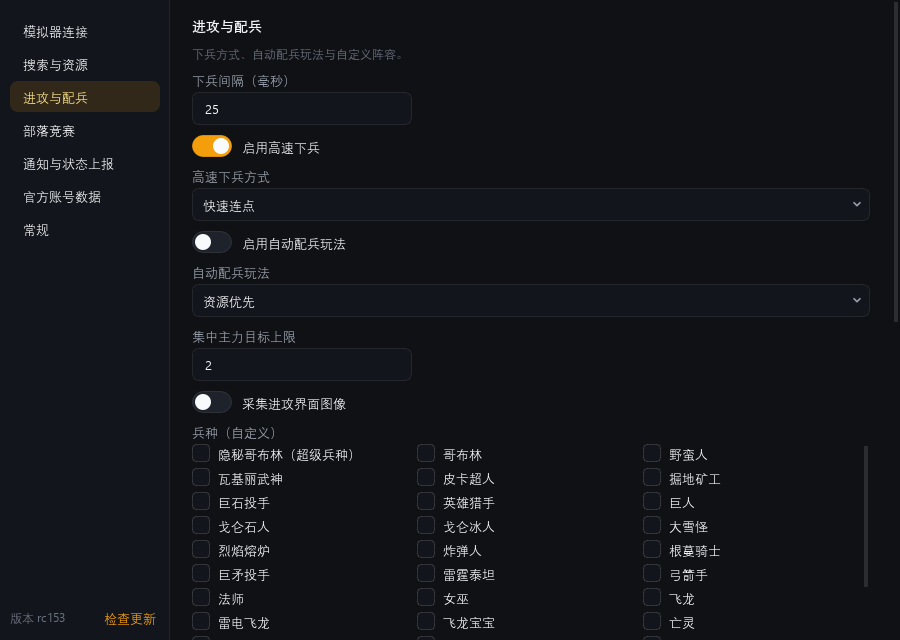 模拟器连接
搜索与资源
进攻与配兵
部落竞赛
通知与状态上报
官方账号数据
常规
版本 rc153
检查更新
进攻与配兵
下兵方式、自动配兵玩法与自定义阵容。
下兵间隔（毫秒）
25
启用高速下兵
高速下兵方式
快速连点
启用自动配兵玩法
自动配兵玩法
资源优先
集中主力目标上限
2
采集进攻界面图像
兵种（自定义）
隐秘哥布林（超级兵种） 哥布林 野蛮人
瓦基丽武神 皮卡超人 掘地矿工
巨石投手 英雄猎手 巨人
戈仑石人 戈仑冰人 大雪怪
烈焰熔炉 炸弹人 根蔓骑士
巨矛投手 雷霆泰坦 弓箭手
法师 女巫 飞龙
雷电飞龙 飞龙宝宝 亡灵